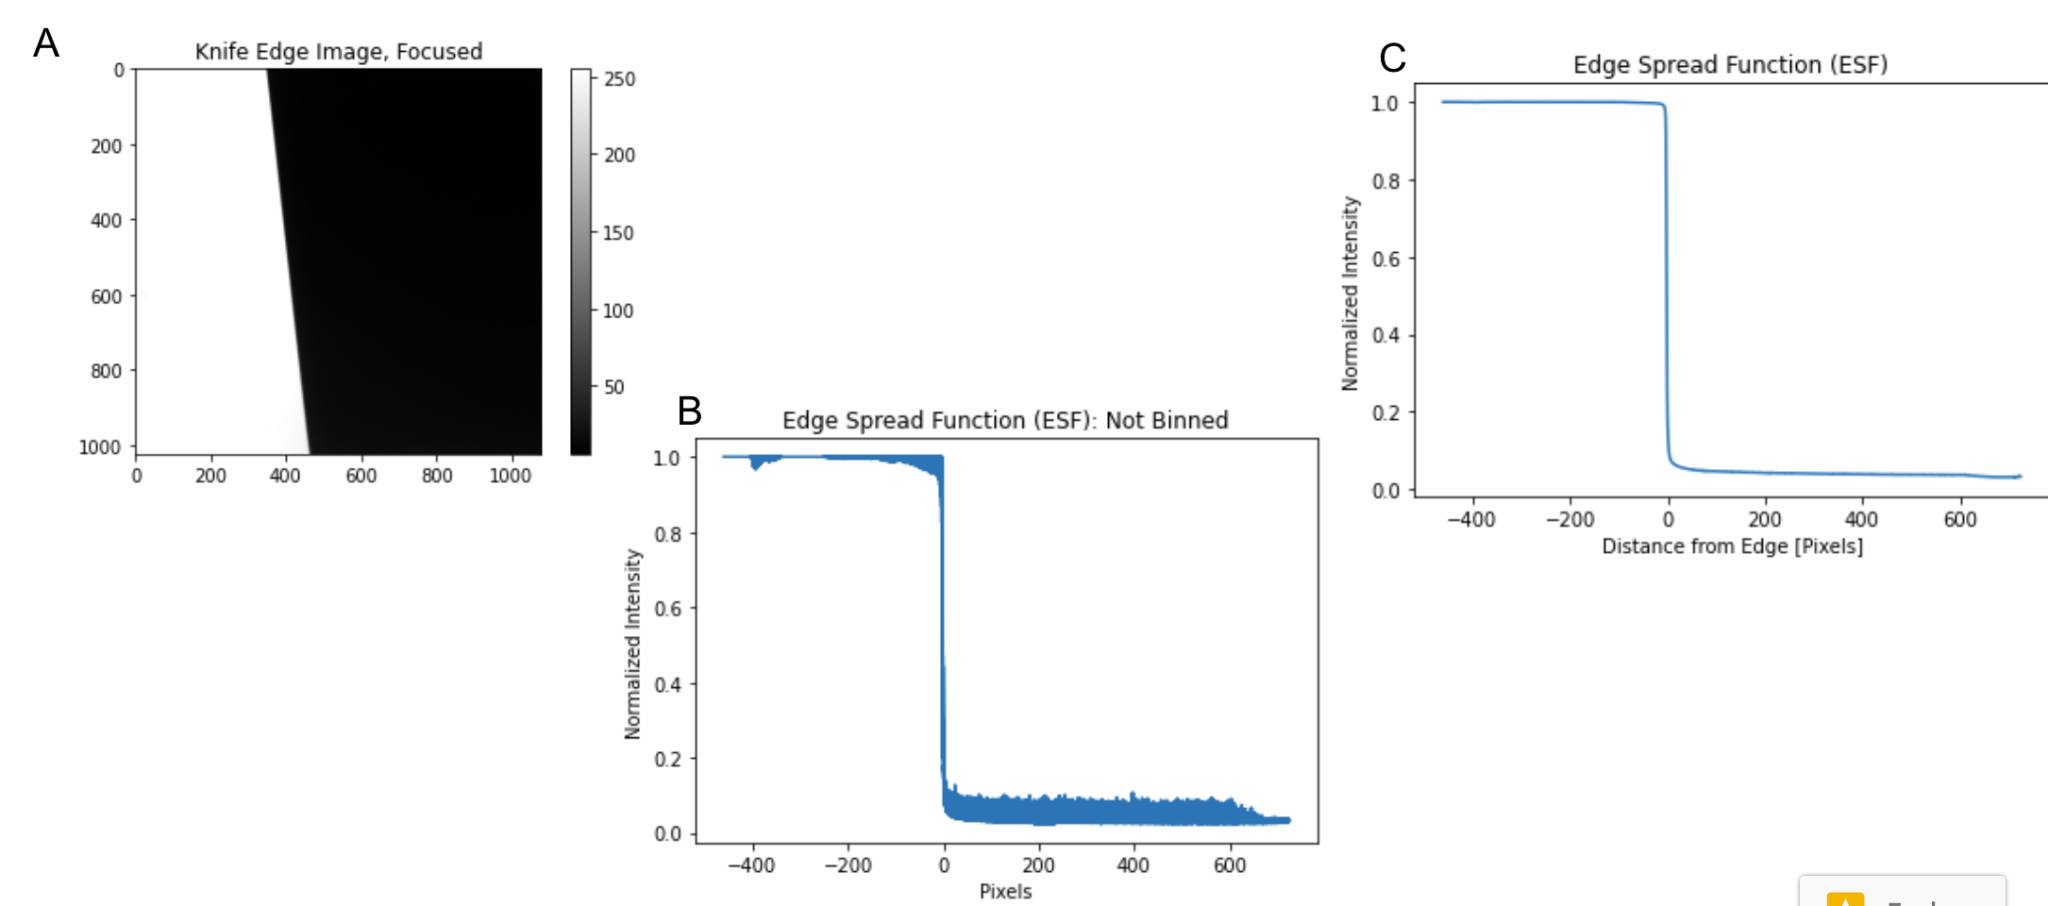 A
Knife Edge Image, Focused
0
200
400
600
800
1000
0 200 400 600 800 1000
250
200
150
100
50
B
Edge Spread Function (ESF): Not Binned
Normalized Intensity
1.0
0.8
0.6
0.4
0.2
0.0
−400 −200 0 200 400 600
Pixels
C
Edge Spread Function (ESF)
Normalized Intensity
1.0
0.8
0.6
0.4
0.2
0.0
−400 −200 0 200 400 600
Distance from Edge [Pixels]